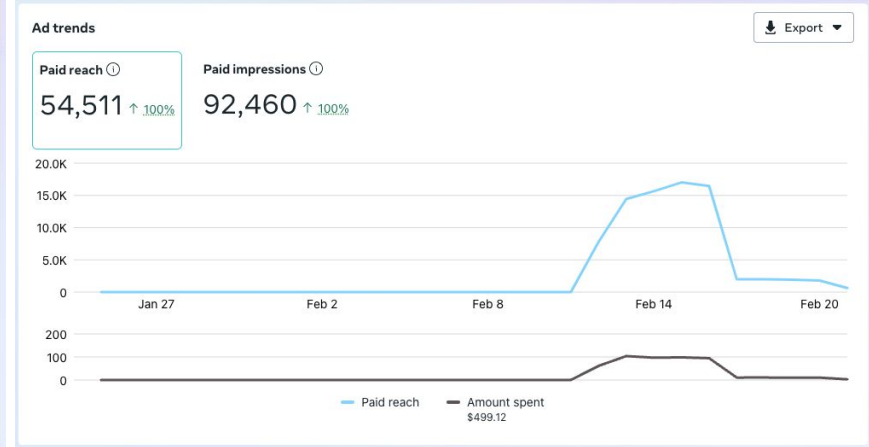 Ad trends
Export
Paid reach
Paid impressions
54,511 ↑ 100%
92,460 ↑ 100%
20.0K
15.0K
10.0K
5.0K
0
Jan 27 Feb 2 Feb 8 Feb 14 Feb 20
200
100
0
Paid reach Amount spent
$499.12